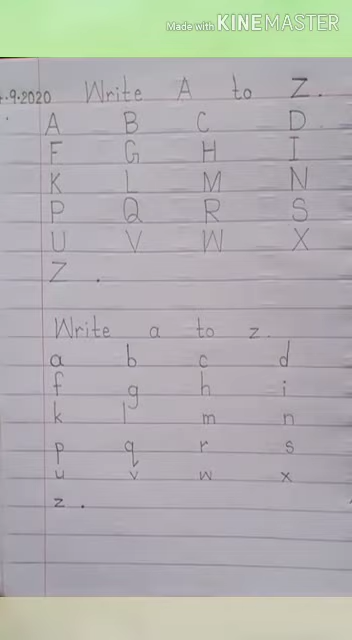 Made with KINEMASTER
.9.2020 Write A to Z.
A B C D
F G H I
K L M N
P Q R S
U V W X
Z .
Write a to z.
a b c d
f g h i
k l m n
p q r s
u v w x
z .